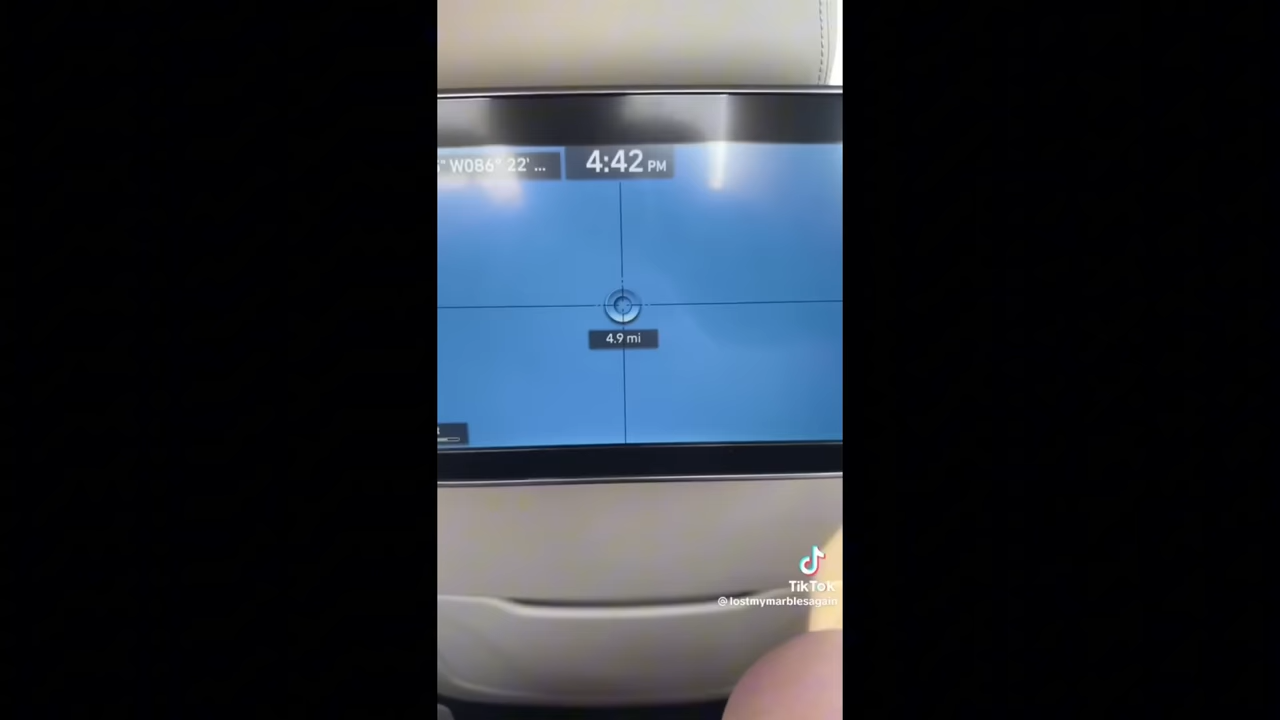 " W086° 22' ...
4:42 PM
4.9 mi
TikTok
@lostmymarblesagain